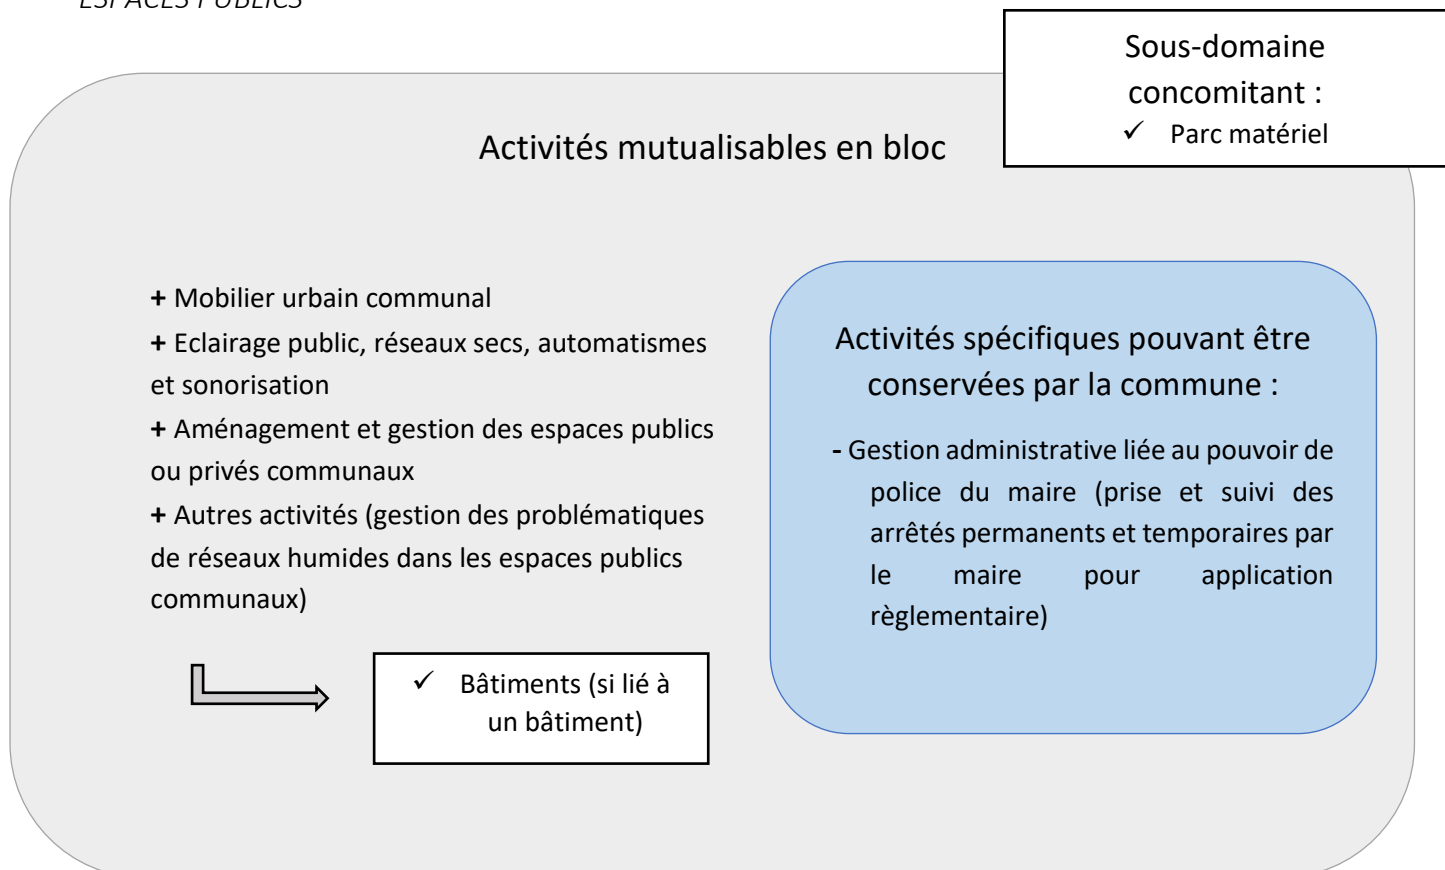 ESPACES PUBLICS
Sous-domaine
concomitant :
✓ Parc matériel
Activités mutualisables en bloc
+ Mobilier urbain communal
+ Eclairage public, réseaux secs, automatismes
et sonorisation
+ Aménagement et gestion des espaces publics
ou privés communaux
+ Autres activités (gestion des problématiques
de réseaux humides dans les espaces publics
communaux)
✓ Bâtiments (si lié à
un bâtiment)
Activités spécifiques pouvant être
conservées par la commune :
- Gestion administrative liée au pouvoir de
police du maire (prise et suivi des
arrêtés permanents et temporaires par
le maire pour application
règlementaire)